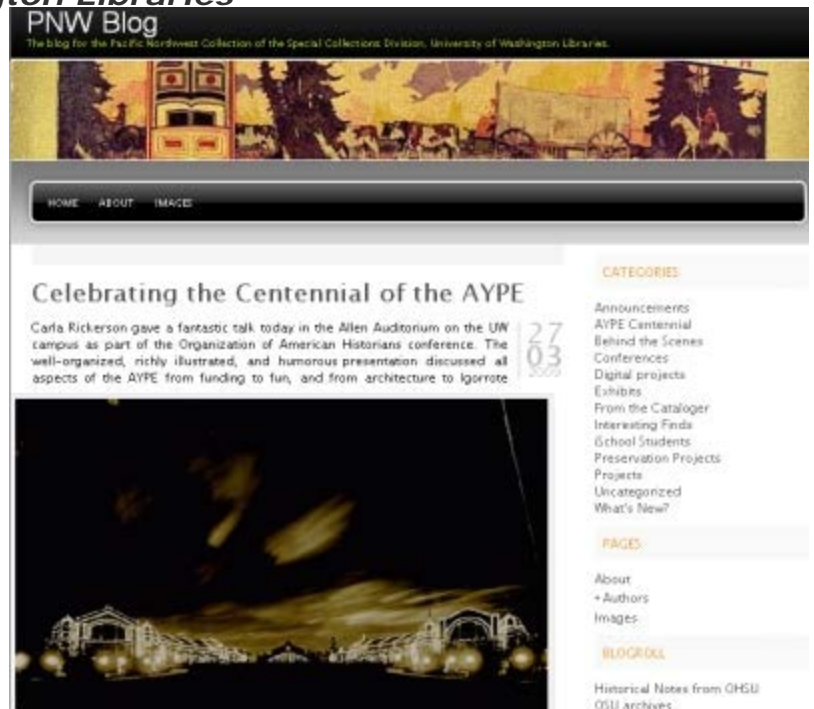 gton Libraries
PNW Blog
The blog for the Pacific Northwest Collection of the Special Collections Division, University of Washington Libraries.
HOME ABOUT IMAGES
Celebrating the Centennial of the AYPE
Carla Rickerson gave a fantastic talk today in the Allen Auditorium on the UW
campus as part of the Organization of American Historians conference. The
well-organized, richly illustrated, and humorous presentation discussed all
aspects of the AYPE from funding to fun, and from architecture to Igorrote
27
03
2009
CATEGORIES
Announcements
AYPE Centennial
Behind the Scenes
Conferences
Digital projects
Exhibits
From the Cataloger
Interesting Finds
iSchool Students
Preservation Projects
Projects
Uncategorized
What's New?
PAGES
About
+Authors
Images
BLOGROLL
Historical Notes from OHSU
OSU archives